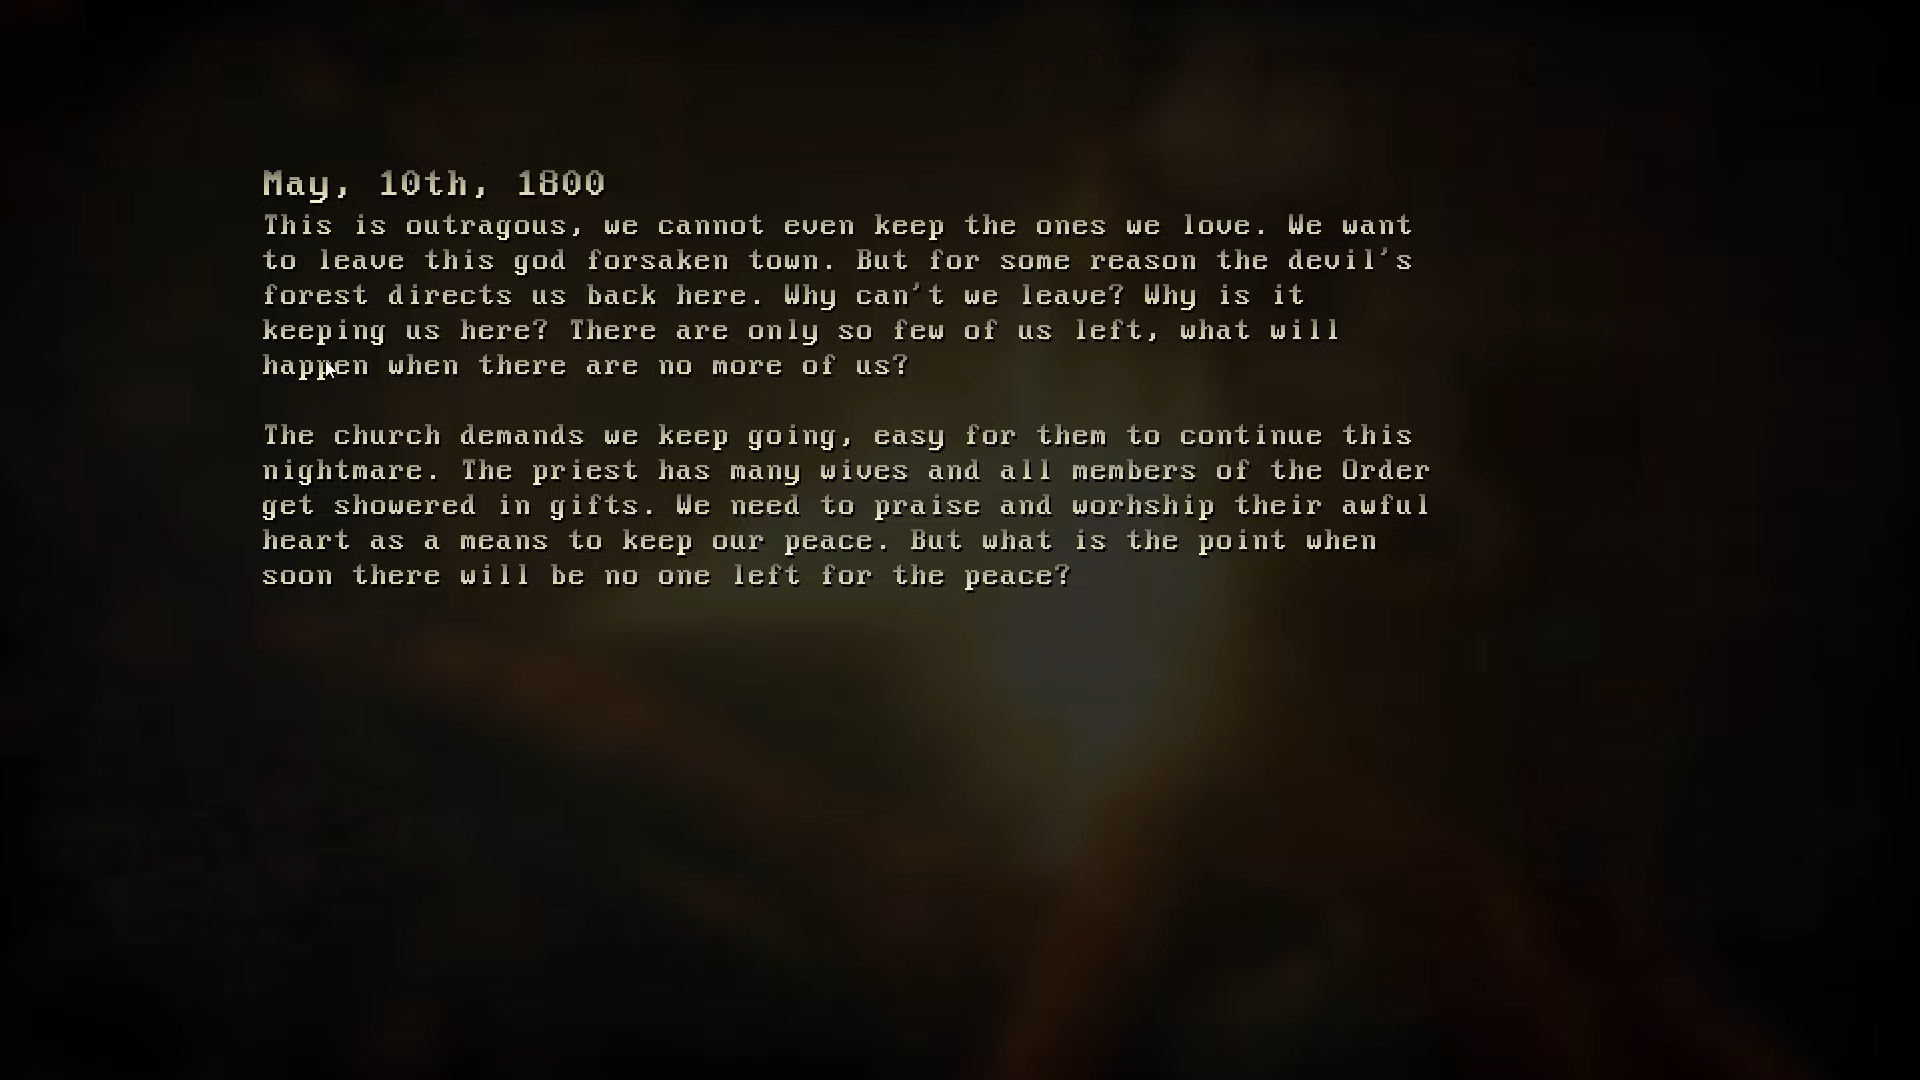 May, 10th, 1800
This is outragous, we cannot even keep the ones we love. We want
to leave this god forsaken town. But for some reason the devil's
forest directs us back here. Why can't we leave? Why is it
keeping us here? There are only so few of us left, what will
happen when there are no more of us?
The church demands we keep going, easy for them to continue this
nightmare. The priest has many wives and all members of the Order
get showered in gifts. We need to praise and worhship their awful
heart as a means to keep our peace. But what is the point when
soon there will be no one left for the peace?